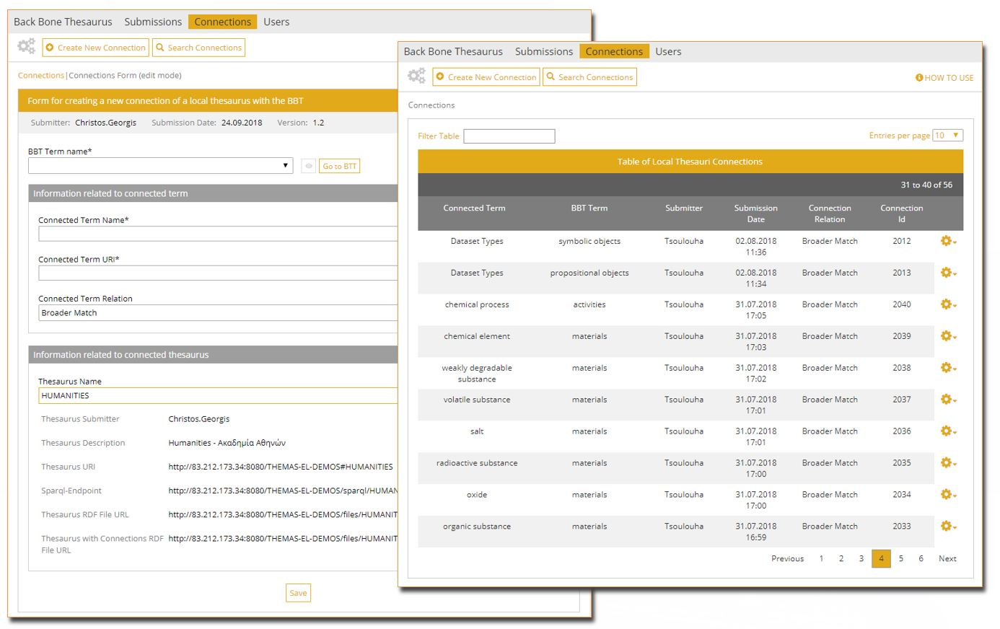 Back Bone Thesaurus Submissions Connections Users
Create New Connection Search Connections
Connections|Connections Form (edit mode)
Form for creating a new connection of a local thesaurus with the BBT
Submitter: Christos.Georgis Submission Date: 24.09.2018 Version: 1.2
BBT Term name*
Go to BTT
Information related to connected term
Connected Term Name*
Connected Term URI*
Connected Term Relation
Broader Match
Information related to connected thesaurus
Thesaurus Name
HUMANITIES
Thesaurus Submitter Christos.Georgis
Thesaurus Description Humanities - Ακαδημία Αθηνών
Thesaurus URI http://83.212.173.34:8080/THEMAS-EL-DEMOS#HUMANITIES
Sparql-Endpoint http://83.212.173.34:8080/THEMAS-EL-DEMOS/sparql/HUMAN
Thesaurus RDF File URL http://83.212.173.34:8080/THEMAS-EL-DEMOS/files/HUMANIT
Thesaurus with Connections RDF http://83.212.173.34:8080/THEMAS-EL-DEMOS/files/HUMANIT
File URL
Save
Back Bone Thesaurus Submissions Connections Users
Create New Connection Search Connections HOW TO USE
Connections
Filter Table Entries per page 10
Table of Local Thesauri Connections
31 to 40 of 56
Connected Term BBT Term Submitter Submission Connection Connection
Date Relation Id
Dataset Types symbolic objects Tsoulouha 02.08.2018 Broader Match 2012
11:36
Dataset Types propositional objects Tsoulouha 02.08.2018 Broader Match 2013
11:34
chemical process activities Tsoulouha 31.07.2018 Broader Match 2040
17:05
chemical element materials Tsoulouha 31.07.2018 Broader Match 2039
17:03
weakly degradable materials Tsoulouha 31.07.2018 Broader Match 2038
substance 17:02
volatile substance materials Tsoulouha 31.07.2018 Broader Match 2037
17:01
salt materials Tsoulouha 31.07.2018 Broader Match 2036
17:01
radioactive substance materials Tsoulouha 31.07.2018 Broader Match 2035
17:00
oxide materials Tsoulouha 31.07.2018 Broader Match 2034
17:00
organic substance materials Tsoulouha 31.07.2018 Broader Match 2033
16:59
Previous 1 2 3 4 5 6 Next